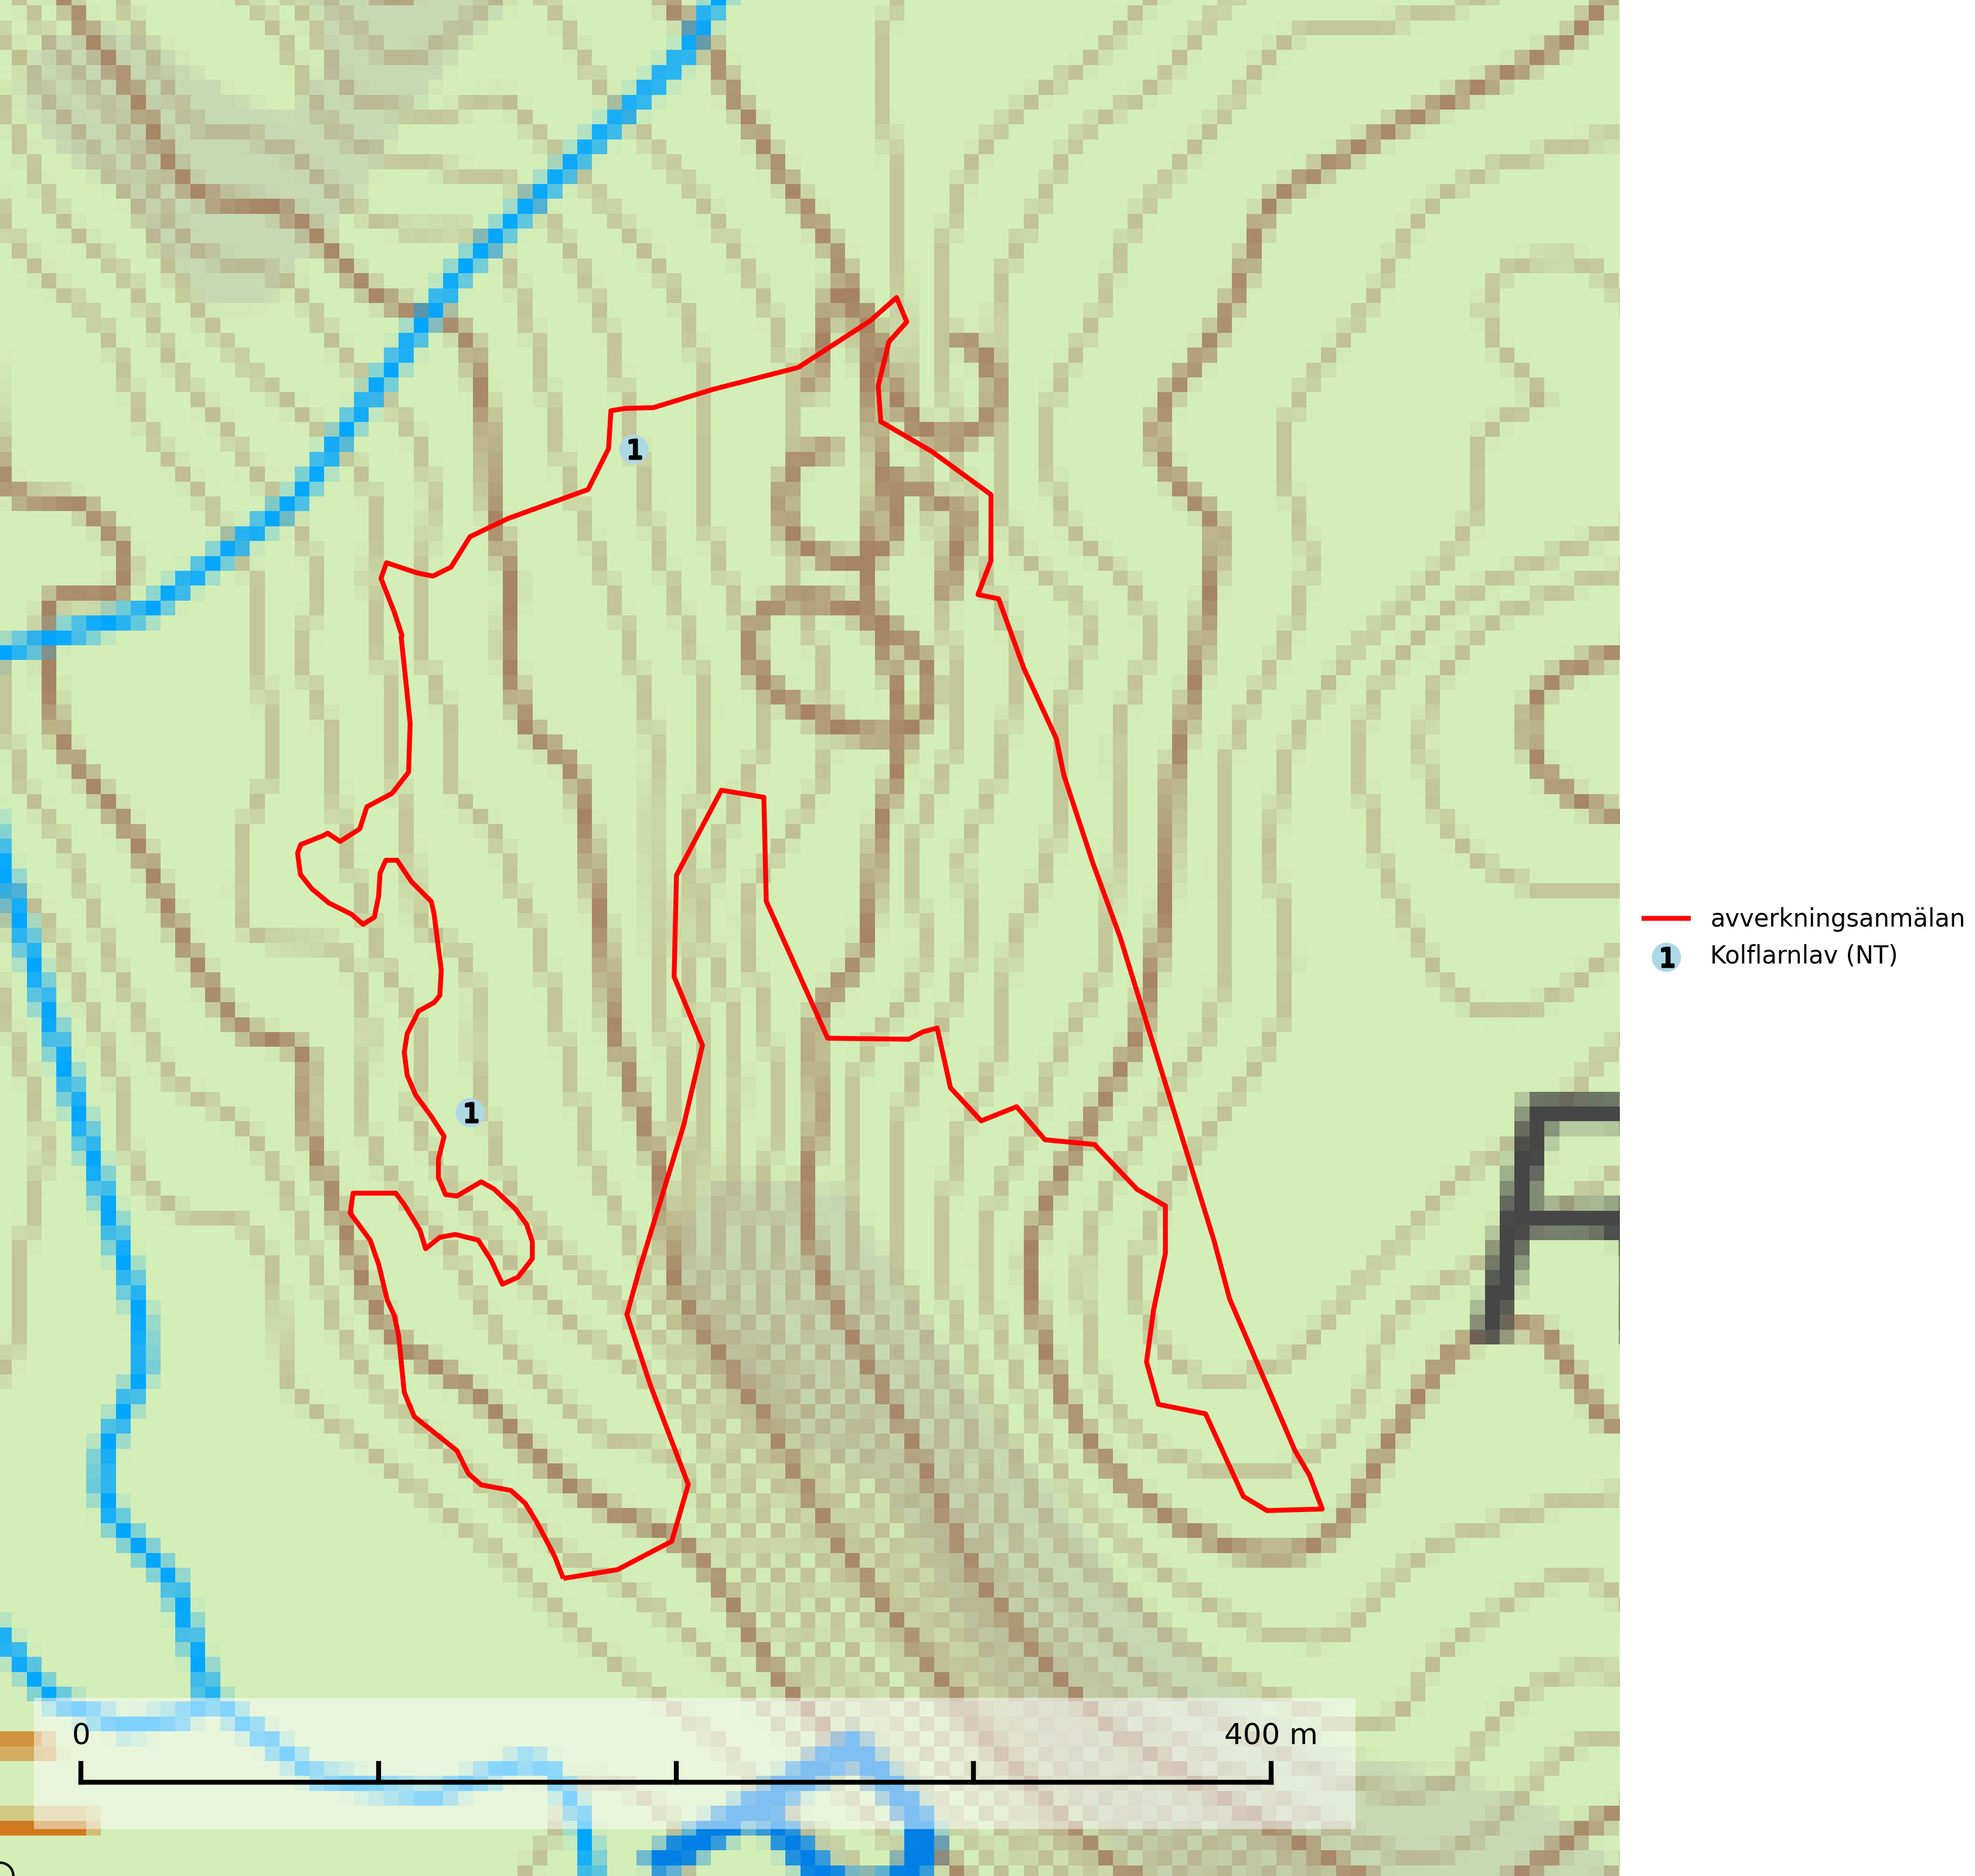 1
1
avverkningsanmälan
1 Kolflarnlav (NT)
0 400 m